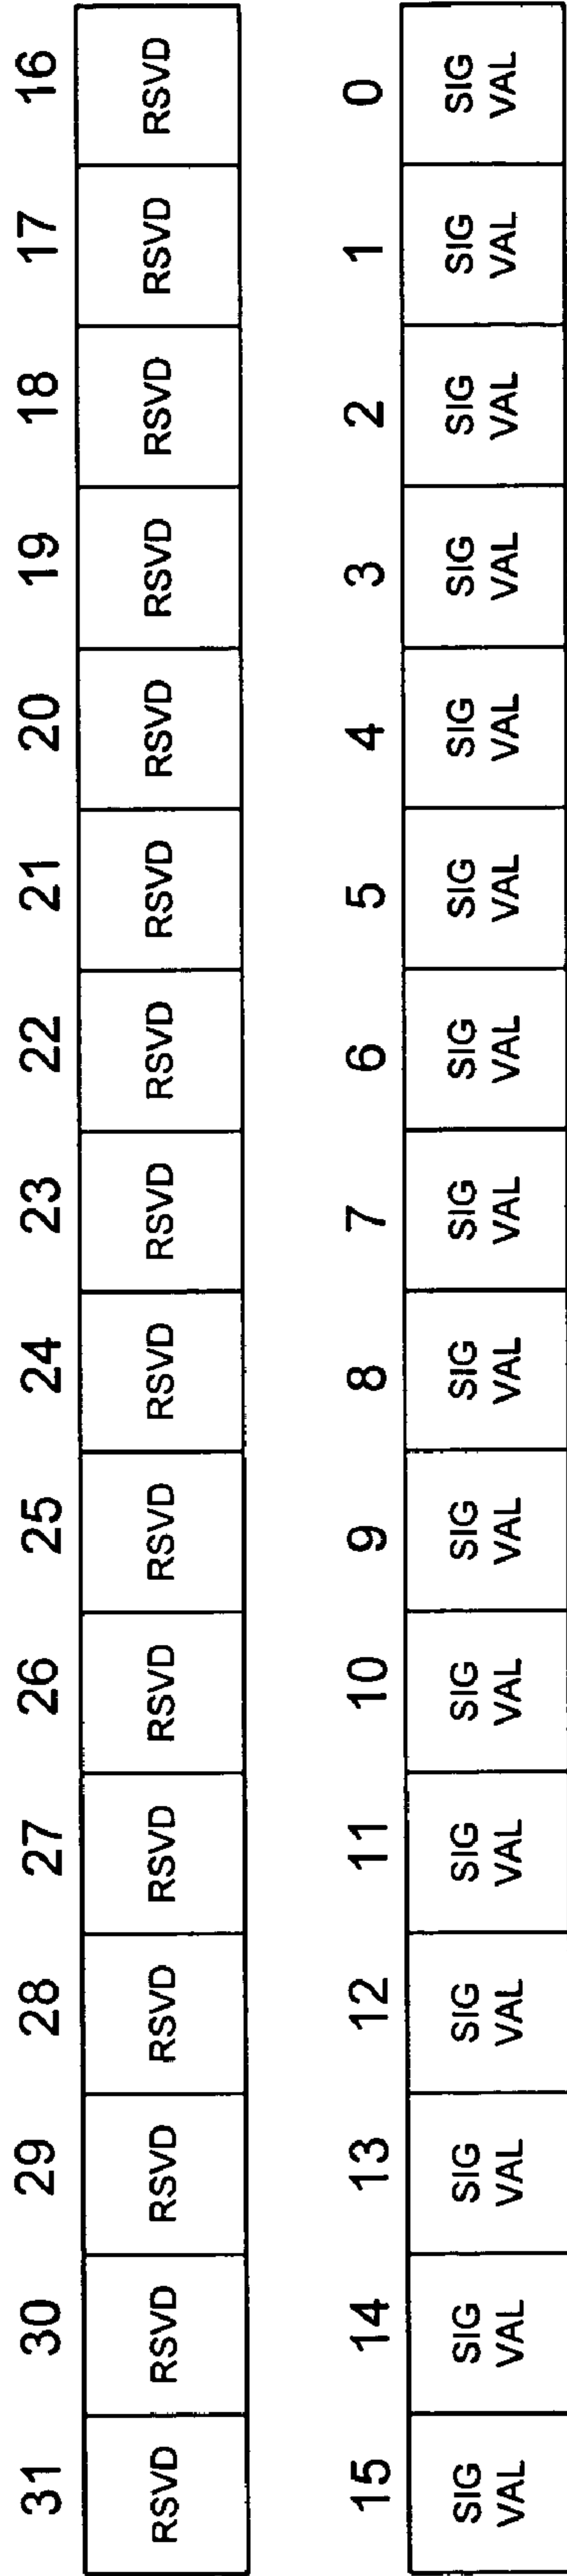 31 30 29 28 27 26 25 24 23 22 21 20 19 18 17 16
RSVD RSVD RSVD RSVD RSVD RSVD RSVD RSVD RSVD RSVD RSVD RSVD RSVD RSVD RSVD RSVD
15 14 13 12 11 10 9 8 7 6 5 4 3 2 1 0
SIG SIG SIG SIG SIG SIG SIG SIG SIG SIG SIG SIG SIG SIG SIG SIG
VAL VAL VAL VAL VAL VAL VAL VAL VAL VAL VAL VAL VAL VAL VAL VAL